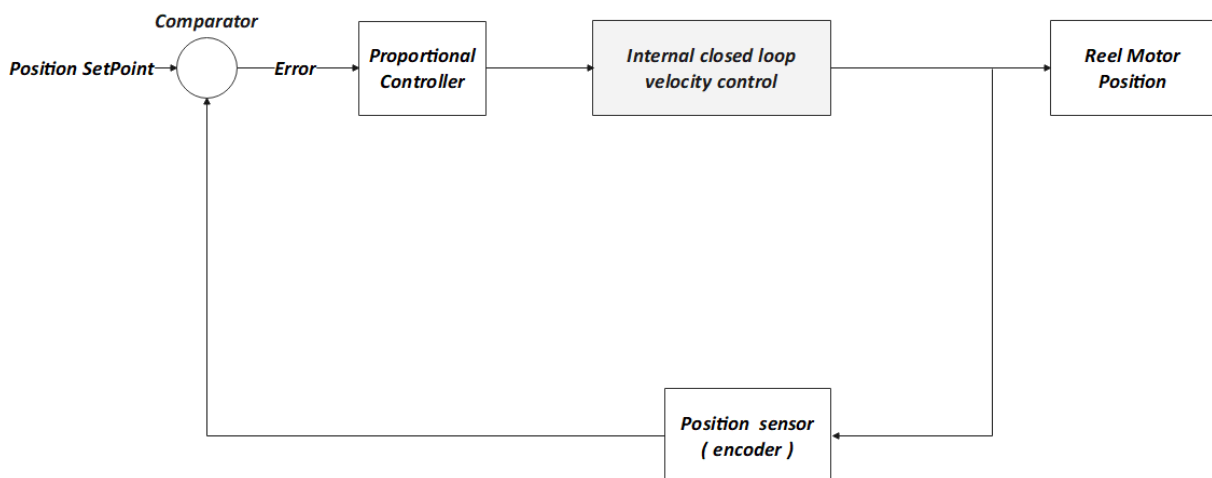 Comparator
Position SetPoint
Error
Proportional
Controller
Internal closed loop
velocity control
Reel Motor
Position
Position sensor
( encoder )